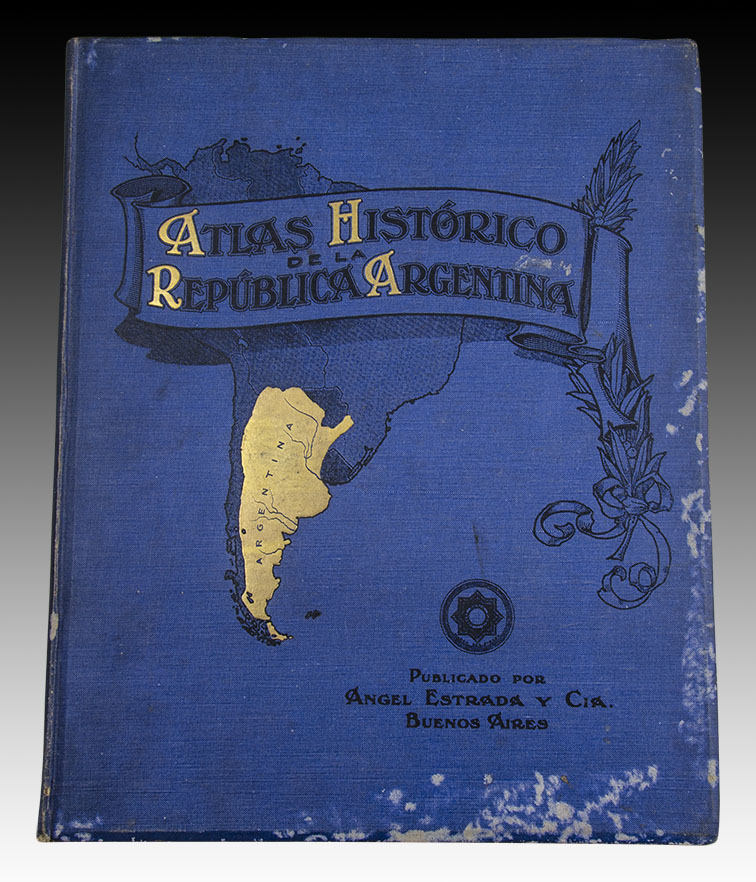 ATLAS HISTÓRICO
DE LA
REPÚBLICA ARGENTINA
ARGENTINA
PUBLICADO POR
ANGEL ESTRADA Y CIA.
BUENOS AIRES